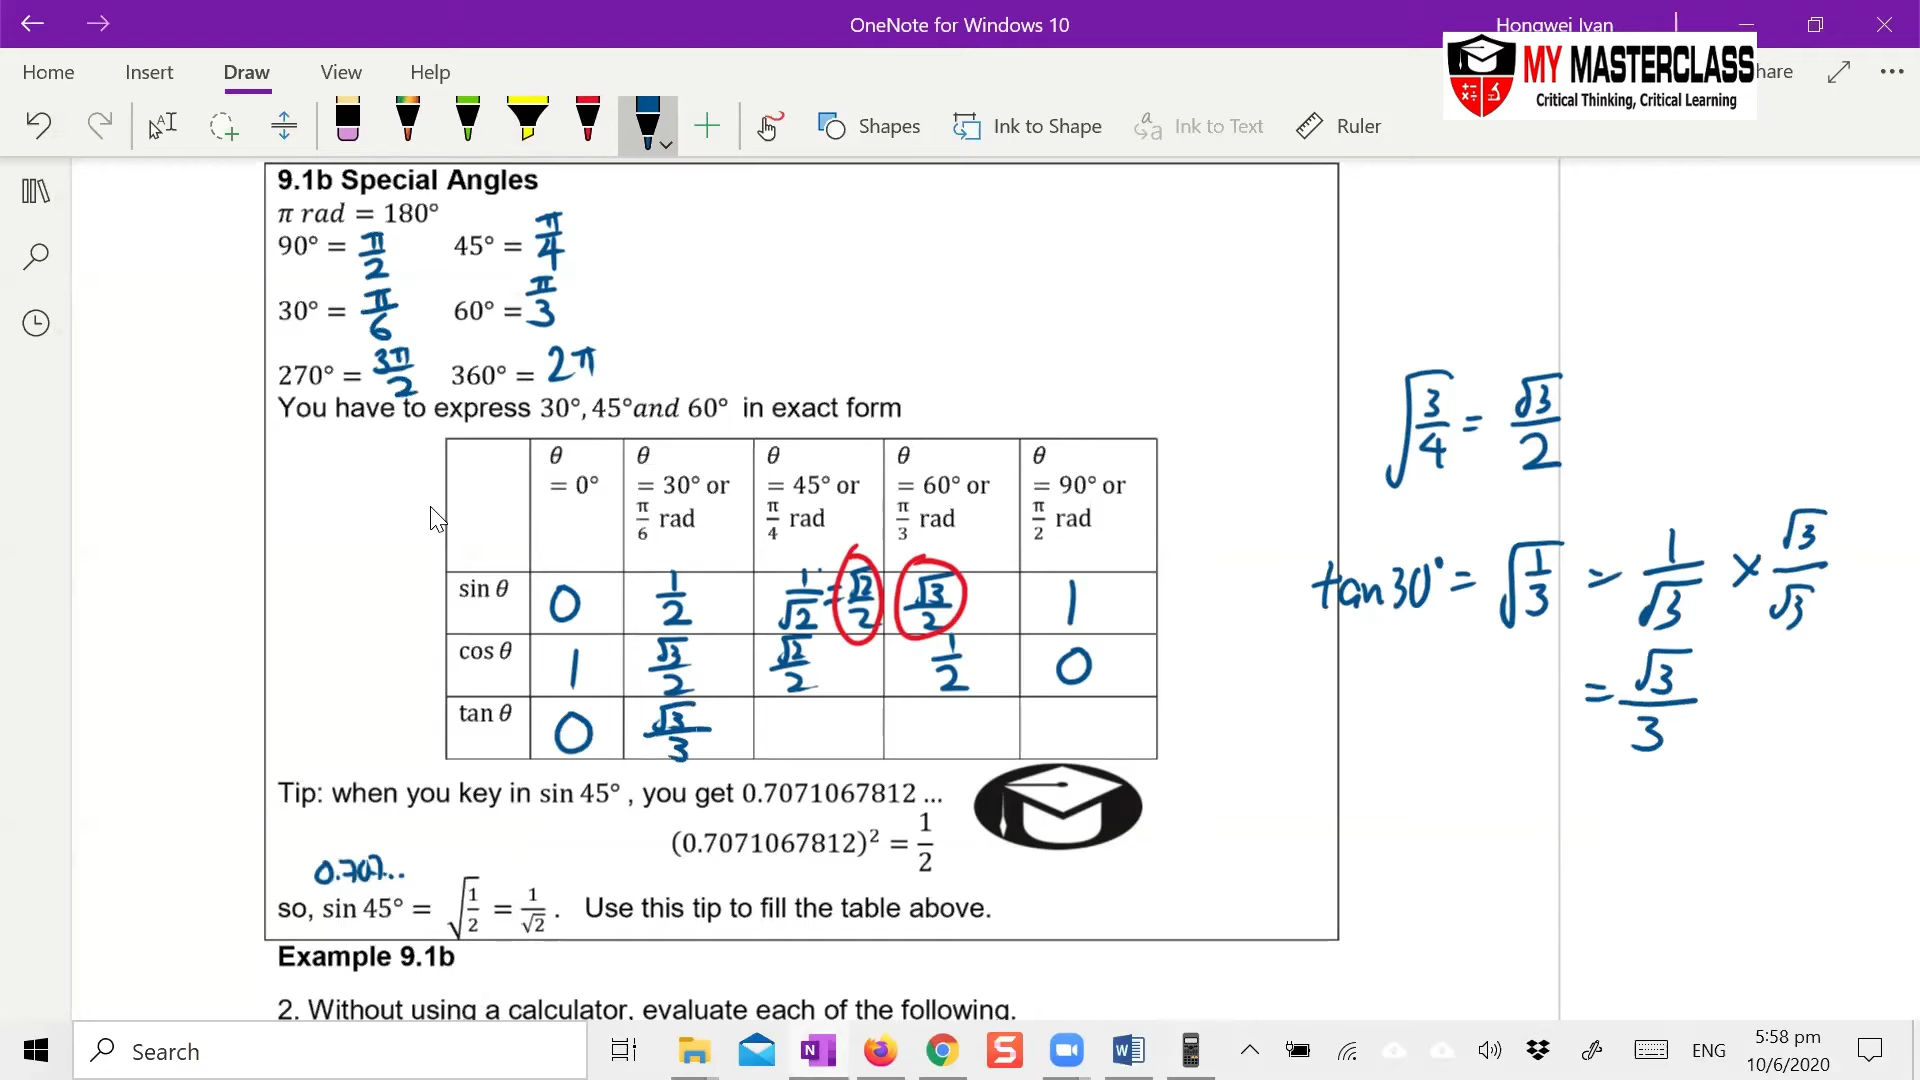 OneNote for Windows 10
Hongwei Ivan
Home Insert Draw View Help
MY MASTERCLASS
Critical Thinking, Critical Learning
hare
Shapes Ink to Shape Ink to Text Ruler
9.1b Special Angles
π rad = 180°
90° = π/2 45° = π/4
30° = π/6 60° = π/3
270° = 3π/2 360° = 2π
You have to express 30°, 45° and 60° in exact form
√(3/4) = √3/2
θ = 0° θ = 30° or π/6 rad θ = 45° or π/4 rad θ = 60° or π/3 rad θ = 90° or π/2 rad
sin θ 0 1/2 1/√2 = √2/2 √3/2 1
cos θ 1 √3/2 √2/2 1/2 0
tan θ 0 √3/3
tan 30° = √(1/3) = 1/√3 × √3/√3
= √3/3
Tip: when you key in sin 45° , you get 0.7071067812 ...
(0.7071067812)² = 1/2
0.707...
so, sin 45° = √(1/2) = 1/√2 . Use this tip to fill the table above.
Example 9.1b
2. Without using a calculator, evaluate each of the following.
Search
ENG
5:58 pm
10/6/2020